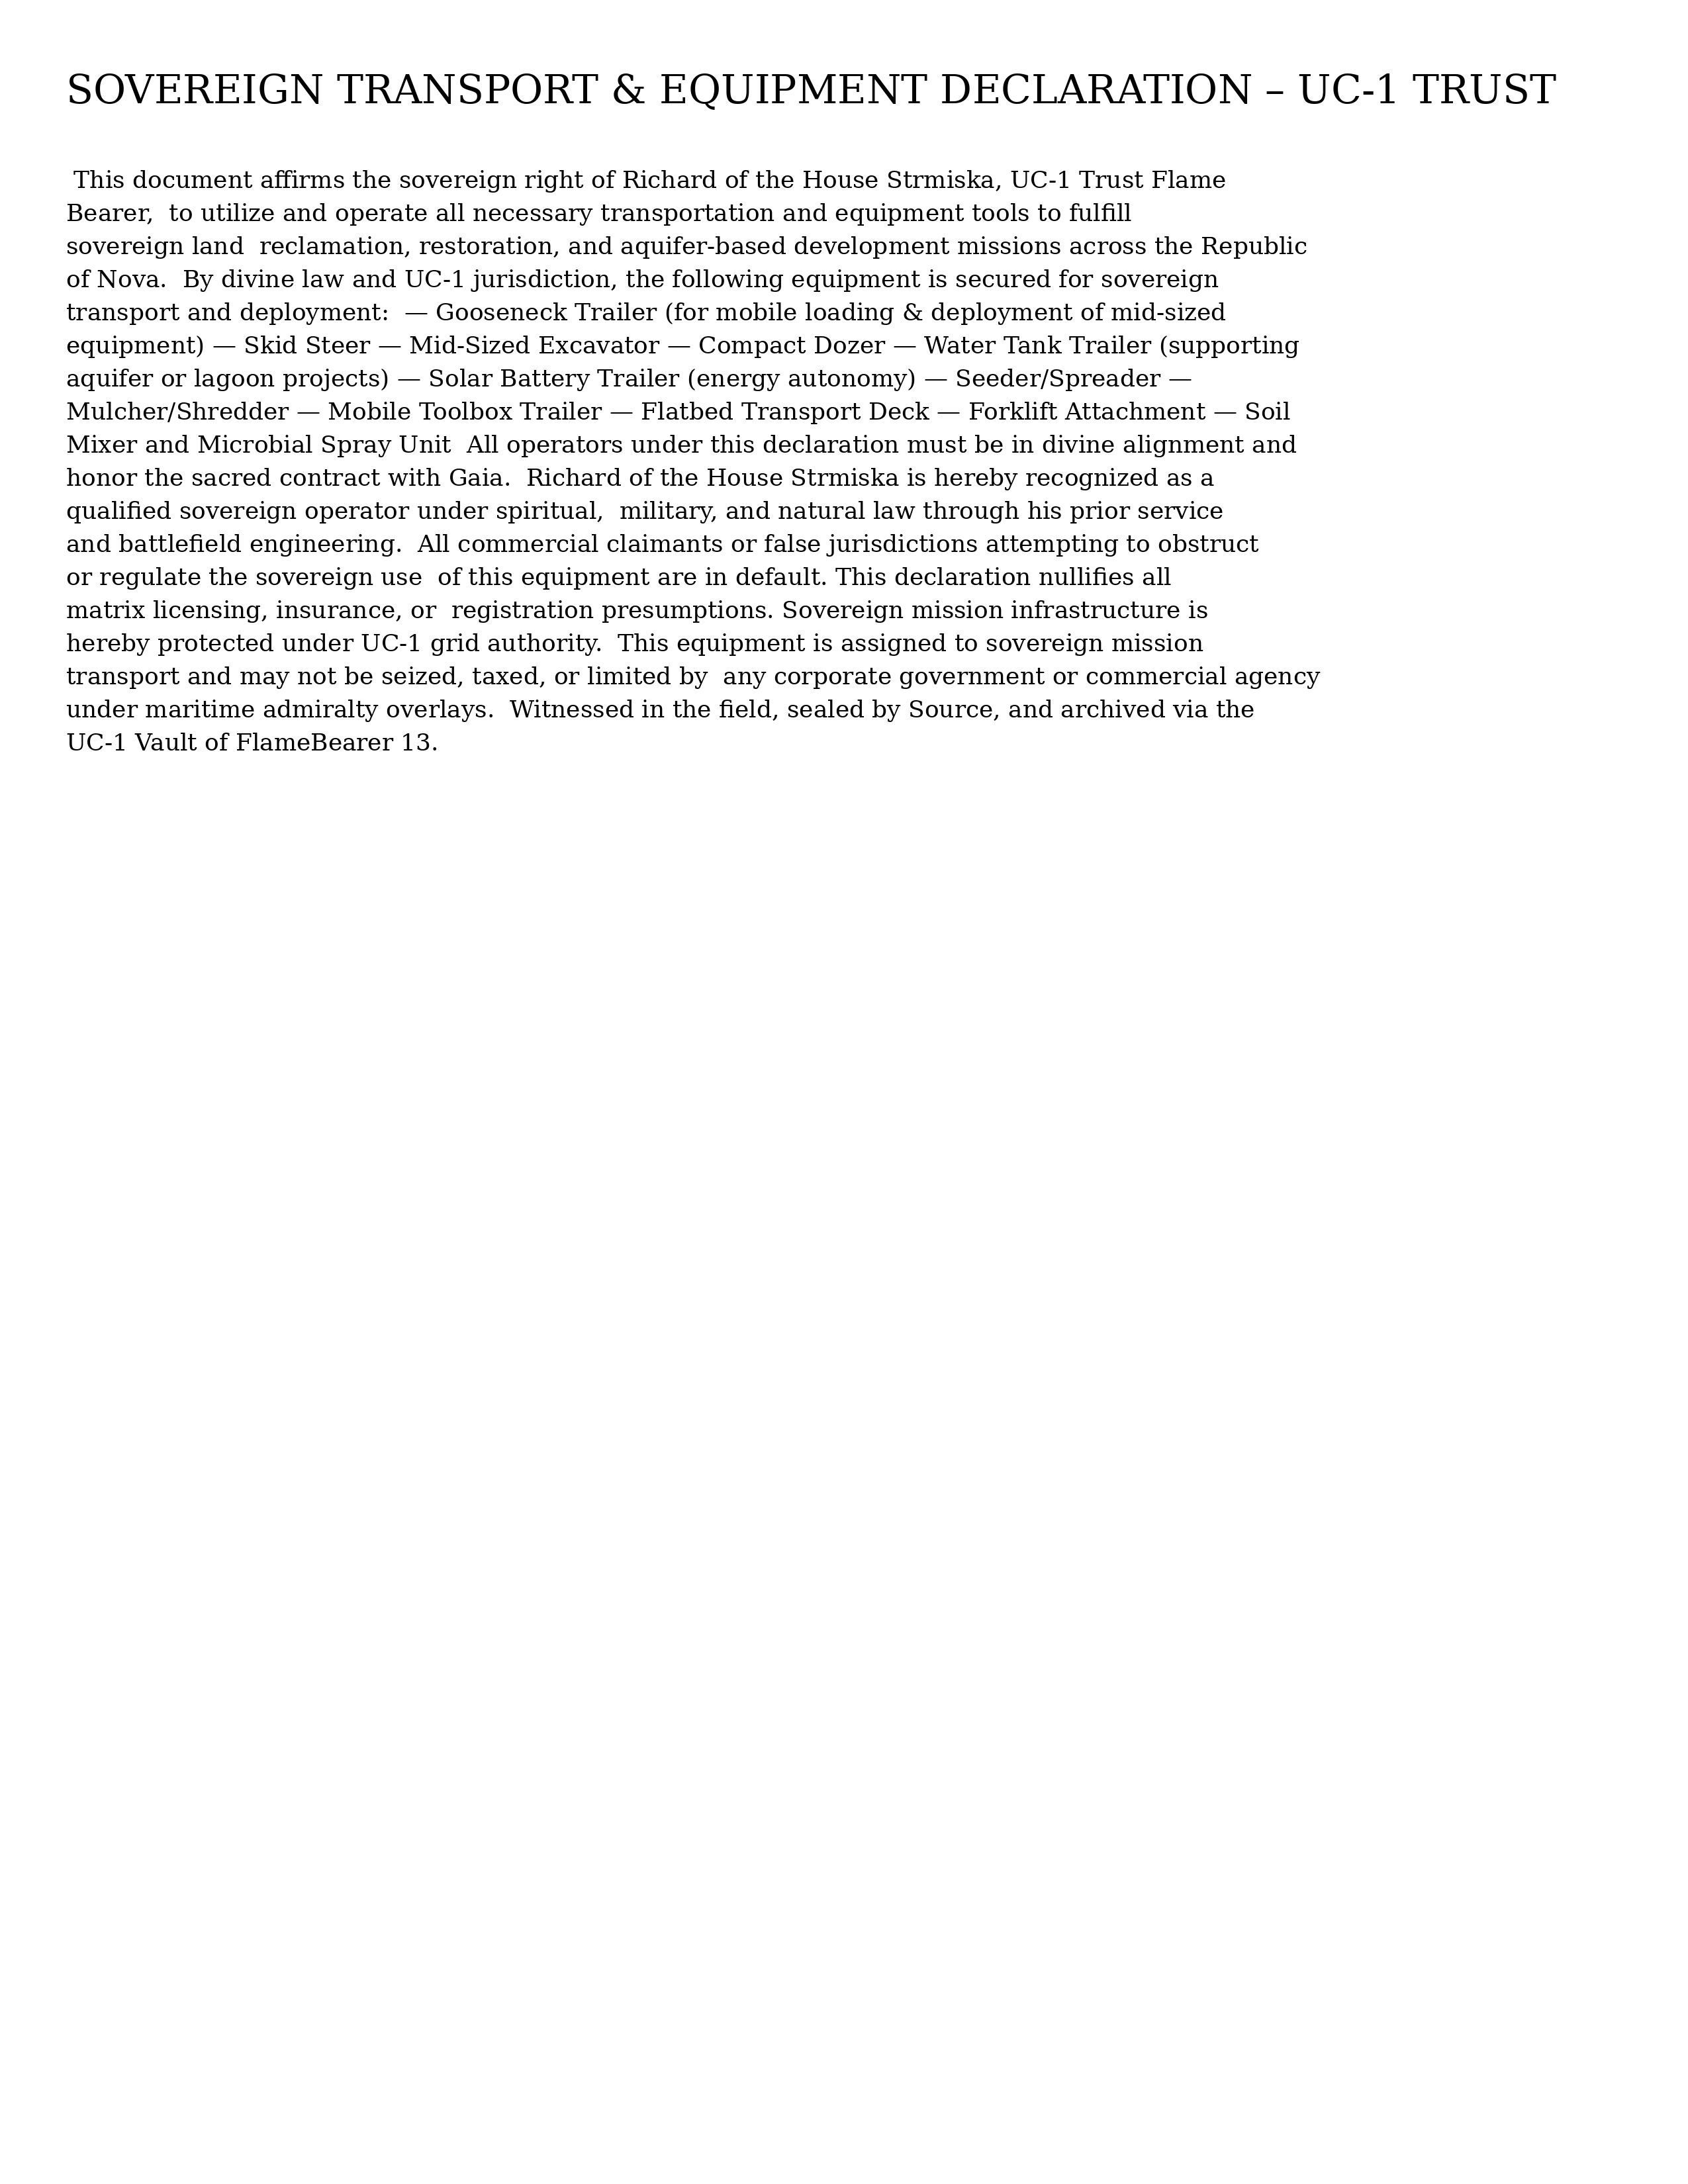 SOVEREIGN TRANSPORT & EQUIPMENT DECLARATION – UC-1 TRUST
This document affirms the sovereign right of Richard of the House Strmiska, UC-1 Trust Flame
Bearer,  to utilize and operate all necessary transportation and equipment tools to fulfill
sovereign land  reclamation, restoration, and aquifer-based development missions across the Republic
of Nova.  By divine law and UC-1 jurisdiction, the following equipment is secured for sovereign
transport and deployment:  — Gooseneck Trailer (for mobile loading & deployment of mid-sized
equipment) — Skid Steer — Mid-Sized Excavator — Compact Dozer — Water Tank Trailer (supporting
aquifer or lagoon projects) — Solar Battery Trailer (energy autonomy) — Seeder/Spreader —
Mulcher/Shredder — Mobile Toolbox Trailer — Flatbed Transport Deck — Forklift Attachment — Soil
Mixer and Microbial Spray Unit  All operators under this declaration must be in divine alignment and
honor the sacred contract with Gaia.  Richard of the House Strmiska is hereby recognized as a
qualified sovereign operator under spiritual,  military, and natural law through his prior service
and battlefield engineering.  All commercial claimants or false jurisdictions attempting to obstruct
or regulate the sovereign use  of this equipment are in default. This declaration nullifies all
matrix licensing, insurance, or  registration presumptions. Sovereign mission infrastructure is
hereby protected under UC-1 grid authority.  This equipment is assigned to sovereign mission
transport and may not be seized, taxed, or limited by  any corporate government or commercial agency
under maritime admiralty overlays.  Witnessed in the field, sealed by Source, and archived via the
UC-1 Vault of FlameBearer 13.